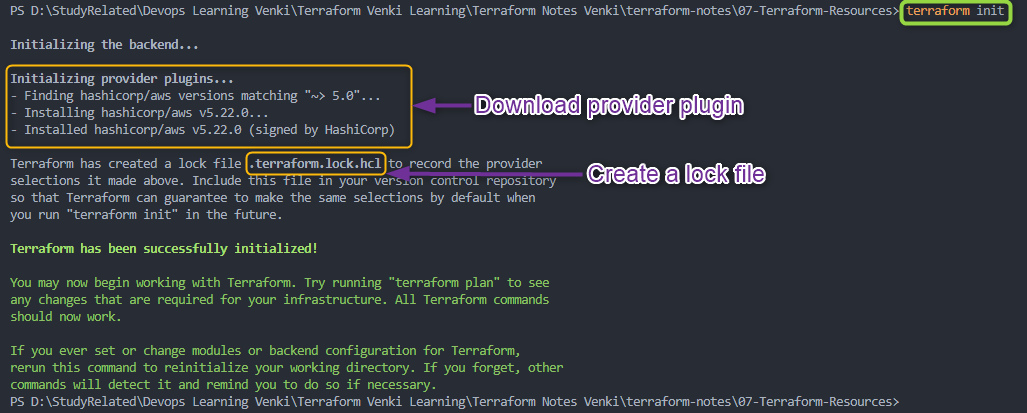 PS D:\StudyRelated\Devops Learning Venki\Terraform Venki Learning\Terraform Notes Venki\terraform-notes\07-Terraform-Resources> terraform init
Initializing the backend...
Initializing provider plugins...
- Finding hashicorp/aws versions matching "~> 5.0"...
- Installing hashicorp/aws v5.22.0...
- Installed hashicorp/aws v5.22.0 (signed by HashiCorp)
Download provider plugin
Terraform has created a lock file .terraform.lock.hcl to record the provider
selections it made above. Include this file in your version control repository
so that Terraform can guarantee to make the same selections by default when
you run "terraform init" in the future.
Create a lock file
Terraform has been successfully initialized!
You may now begin working with Terraform. Try running "terraform plan" to see
any changes that are required for your infrastructure. All Terraform commands
should now work.
If you ever set or change modules or backend configuration for Terraform,
rerun this command to reinitialize your working directory. If you forget, other
commands will detect it and remind you to do so if necessary.
PS D:\StudyRelated\Devops Learning Venki\Terraform Venki Learning\Terraform Notes Venki\terraform-notes\07-Terraform-Resources>